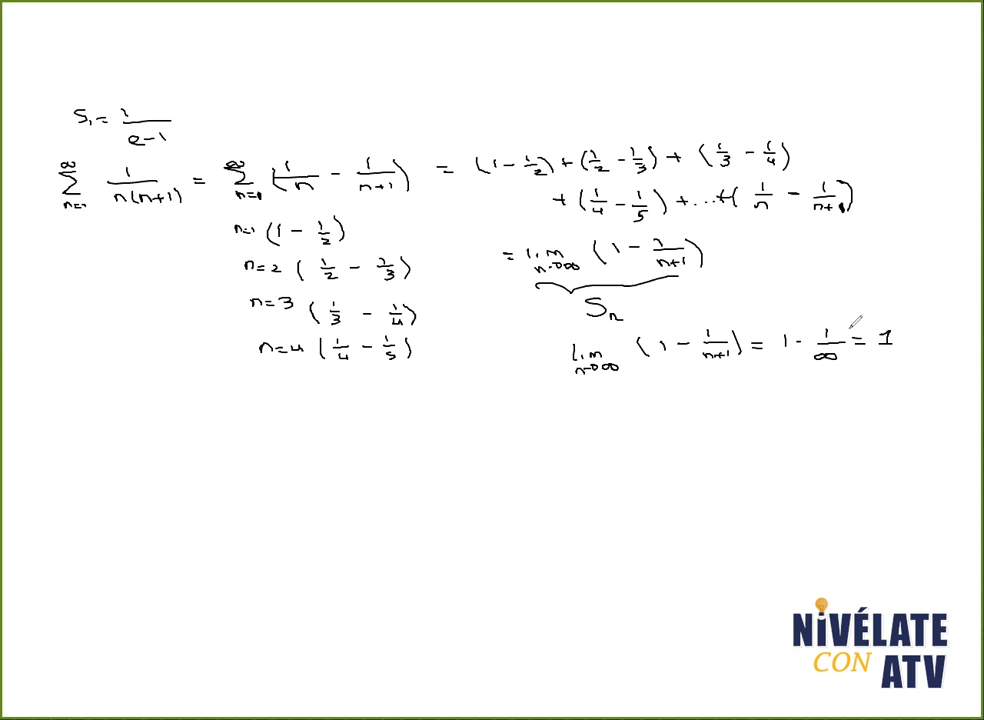 S₁ = 1/(e-1)
∞∑n=1 1/(n(n+1)) = ∞∑n=1 (1/n - 1/(n+1)) = (1 - 1/2) + (1/2 - 1/3) + (1/3 - 1/4)
+ (1/4 - 1/5) + ... + (1/n - 1/(n+1))
n=1 (1 - 1/2)
n=2 (1/2 - 1/3)
n=3 (1/3 - 1/4)
n=4 (1/4 - 1/5)
= lim n→∞ (1 - 1/(n+1))
Sn
lim n→∞ (1 - 1/(n+1)) = 1 - 1/∞ = 1
NIVÉLATE
CON
ATV